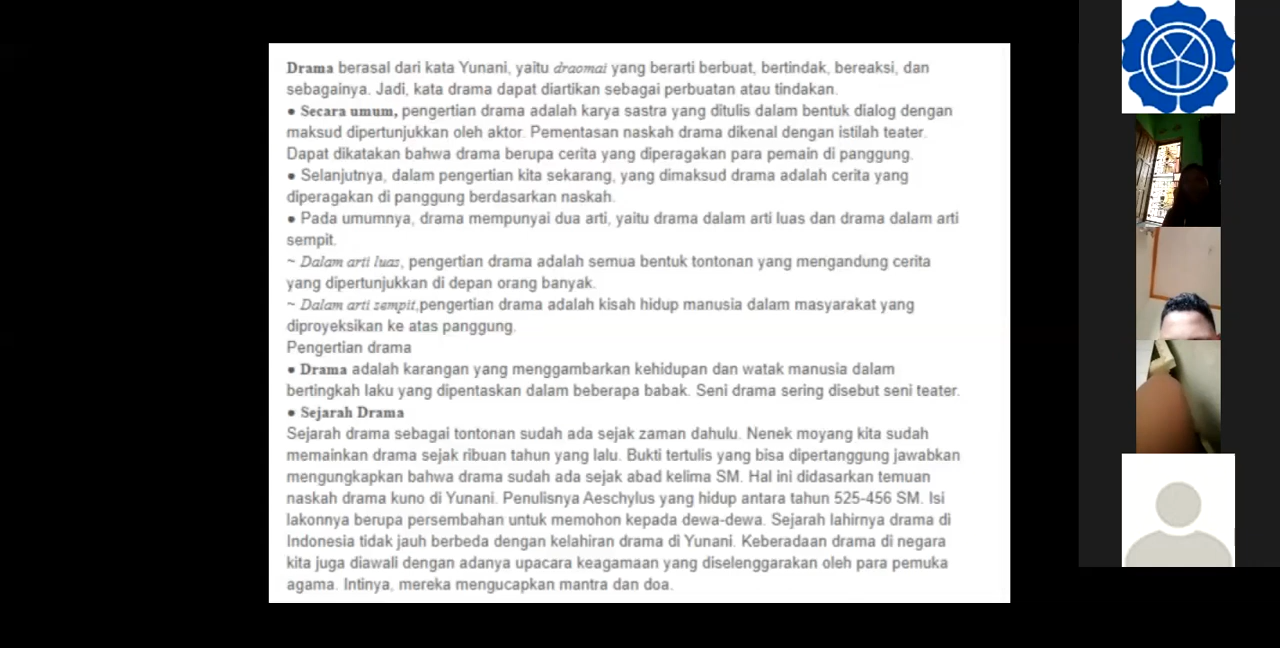 Drama berasal dari kata Yunani, yaitu draomai yang berarti berbuat, bertindak, bereaksi, dan
sebagainya. Jadi, kata drama dapat diartikan sebagai perbuatan atau tindakan.
● Secara umum, pengertian drama adalah karya sastra yang ditulis dalam bentuk dialog dengan
maksud dipertunjukkan oleh aktor. Pementasan naskah drama dikenal dengan istilah teater.
Dapat dikatakan bahwa drama berupa cerita yang diperagakan para pemain di panggung.
● Selanjutnya, dalam pengertian kita sekarang, yang dimaksud drama adalah cerita yang
diperagakan di panggung berdasarkan naskah.
● Pada umumnya, drama mempunyai dua arti, yaitu drama dalam arti luas dan drama dalam arti
sempit.
~ Dalam arti luas, pengertian drama adalah semua bentuk tontonan yang mengandung cerita
yang dipertunjukkan di depan orang banyak.
~ Dalam arti sempit,pengertian drama adalah kisah hidup manusia dalam masyarakat yang
diproyeksikan ke atas panggung.
Pengertian drama
● Drama adalah karangan yang menggambarkan kehidupan dan watak manusia dalam
bertingkah laku yang dipentaskan dalam beberapa babak. Seni drama sering disebut seni teater.
● Sejarah Drama
Sejarah drama sebagai tontonan sudah ada sejak zaman dahulu. Nenek moyang kita sudah
memainkan drama sejak ribuan tahun yang lalu. Bukti tertulis yang bisa dipertanggung jawabkan
mengungkapkan bahwa drama sudah ada sejak abad kelima SM. Hal ini didasarkan temuan
naskah drama kuno di Yunani. Penulisnya Aeschylus yang hidup antara tahun 525-456 SM. Isi
lakonnya berupa persembahan untuk memohon kepada dewa-dewa. Sejarah lahirnya drama di
Indonesia tidak jauh berbeda dengan kelahiran drama di Yunani. Keberadaan drama di negara
kita juga diawali dengan adanya upacara keagamaan yang diselenggarakan oleh para pemuka
agama. Intinya, mereka mengucapkan mantra dan doa.